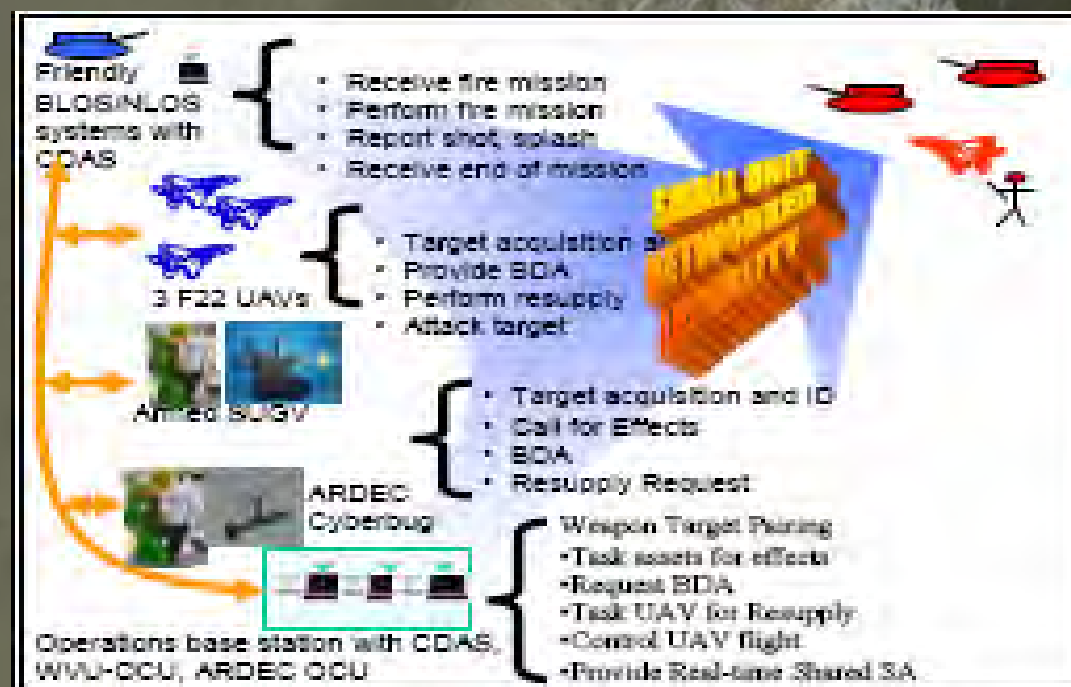 Friendly
BLOS/NLOS
systems with
CDAS
• Receive fire mission
• Perform fire mission
• Report shot, splash
• Receive end of mission
3 F22 UAVs
• Target acquisition
• Provide BDA
• Perform resupply
• Attack target
SMALL UNIT
NETWORKED
Armed SUGV
• Target acquisition and ID
• Call for Effects
• BDA
• Resupply Request
ARDEC
Cyberbug
Operations base station with CDAS,
WVU-OCU, ARDEC OCU
Weapon Target Pairing
•Task assets for effects
•Request BDA
•Task UAV for Resupply
•Control UAV flight
•Provide Real-time Shared SA